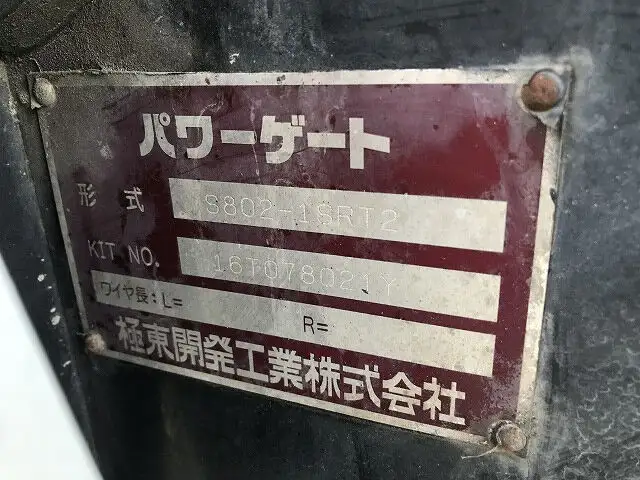 パワーゲート
形 式 S802-1SRT2
KIT NO. 16T078021Y
ワイヤ長:L= R=
極東開発工業株式会社